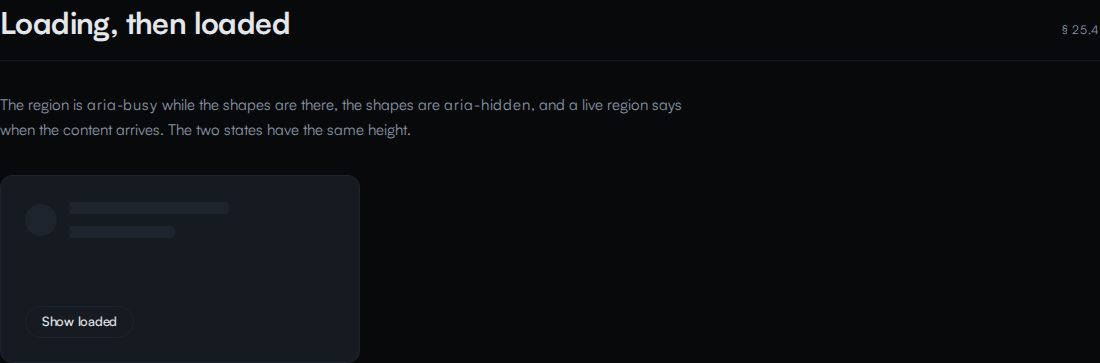 Loading, then loaded
§ 25.4
The region is aria-busy while the shapes are there, the shapes are aria-hidden, and a live region says
when the content arrives. The two states have the same height.
Show loaded